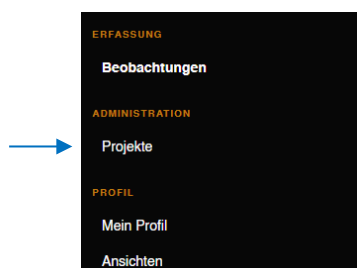 ERFASSUNG
Beobachtungen
ADMINISTRATION
Projekte
PROFIL
Mein Profil
Ansichten